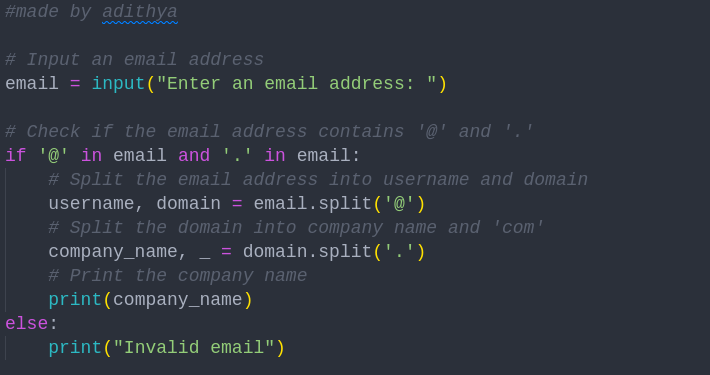 #made by adithya
# Input an email address
email = input("Enter an email address: ")
# Check if the email address contains '@' and '.'
if '@' in email and '.' in email:
    # Split the email address into username and domain
    username, domain = email.split('@')
    # Split the domain into company name and 'com'
    company_name, _ = domain.split('.')
    # Print the company name
    print(company_name)
else:
    print("Invalid email")